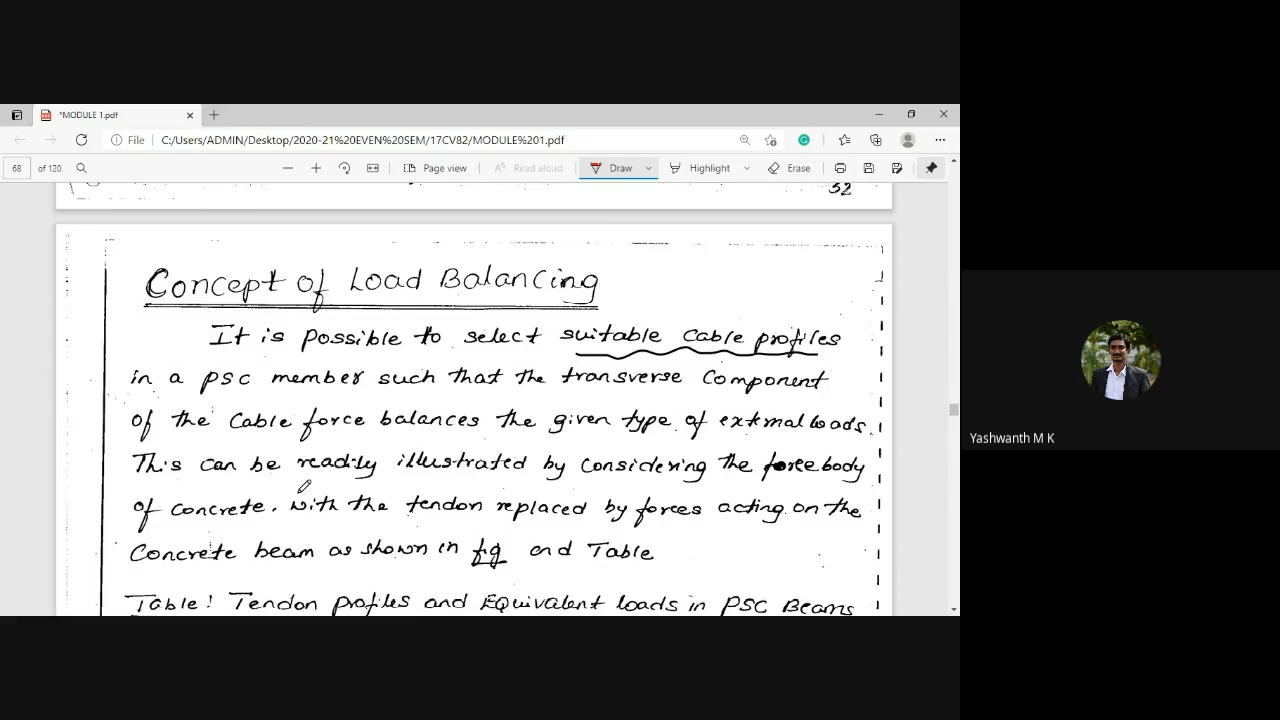 *MODULE 1.pdf
File
C:/Users/ADMIN/Desktop/2020-21%20EVEN%20SEM/17CV82/MODULE%201.pdf
68 of 120
Page view
Read aloud
Draw
Highlight
Erase
32
Concept of Load Balancing
It is possible to select suitable cable profiles
in a PSC member such that the transverse component
of the Cable force balances the given type of external loads.
This can be readily illustrated by considering the force body
of concrete. with the tendon replaced by forces acting on the
Concrete beam as shown in fig and Table
Table! Tendon profiles and Equivalent loads in PSC Beams
Yashwanth M K